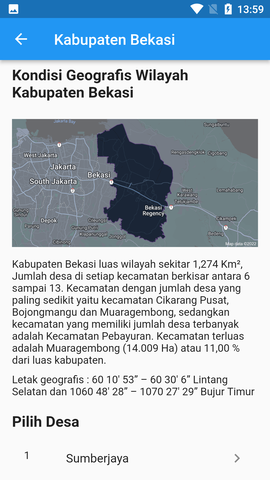 13:59
Kabupaten Bekasi
Kondisi Geografis Wilayah
Kabupaten Bekasi
West Jakarta
Jakarta
South Jakarta
Bekasi
Bekasi
Regency
Depok
Cikampek
Kabupaten Bekasi luas wilayah sekitar 1,274 Km²,
Jumlah desa di setiap kecamatan berkisar antara 6
sampai 13. Kecamatan dengan jumlah desa yang
paling sedikit yaitu kecamatan Cikarang Pusat,
Bojongmangu dan Muaragembong, sedangkan
kecamatan yang memiliki jumlah desa terbanyak
adalah Kecamatan Pebayuran. Kecamatan terluas
adalah Muaragembong (14.009 Ha) atau 11,00 %
dari luas kabupaten.
Letak geografis : 60 10' 53” – 60 30' 6” Lintang
Selatan dan 1060 48' 28” – 1070 27' 29” Bujur Timur
Pilih Desa
1 Sumberjaya